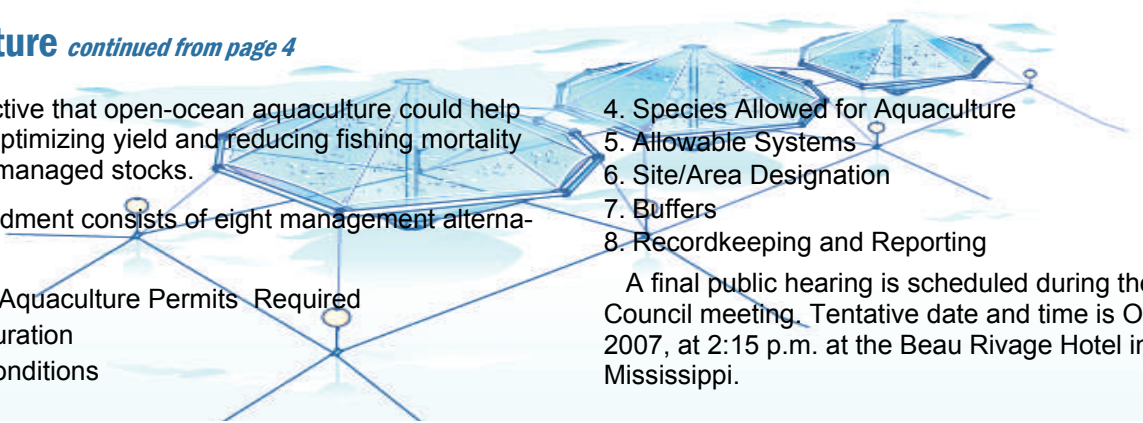 ture continued from page 4
ctive that open-ocean aquaculture could help
ptimizing yield and reducing fishing mortality
managed stocks.
dment consists of eight management alterna-
Aquaculture Permits Required
uration
onditions
4. Species Allowed for Aquaculture
5. Allowable Systems
6. Site/Area Designation
7. Buffers
8. Recordkeeping and Reporting
A final public hearing is scheduled during the
Council meeting. Tentative date and time is O
2007, at 2:15 p.m. at the Beau Rivage Hotel in
Mississippi.